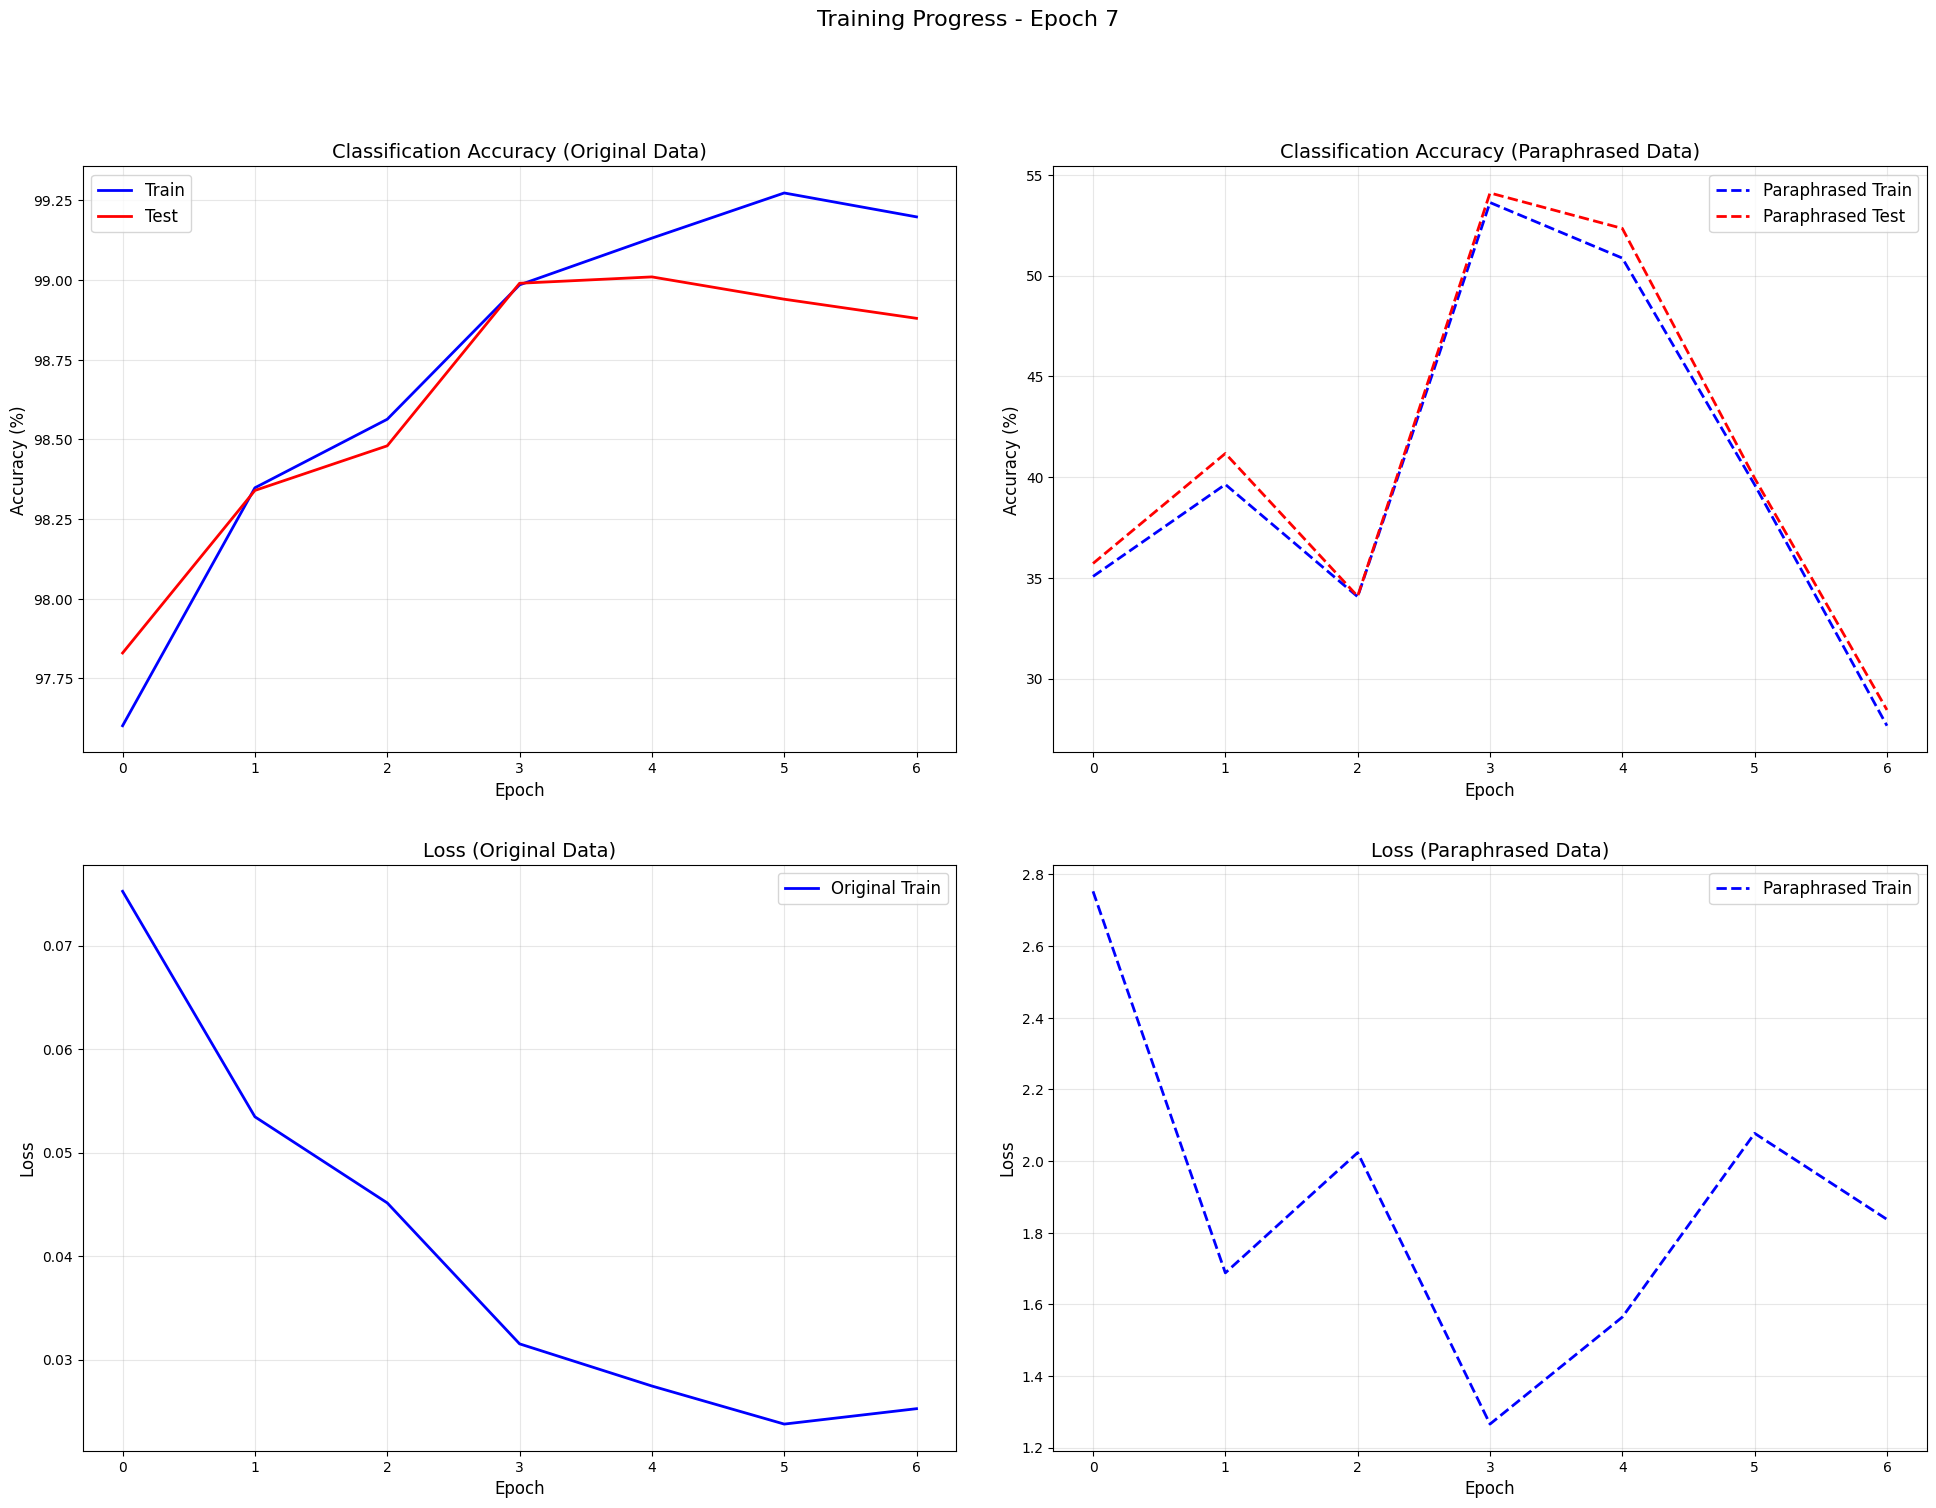 Training Progress - Epoch 7
Classification Accuracy (Original Data)
Train
Test
99.25
99.00
98.75
98.50
98.25
98.00
97.75
Accuracy (%)
0 1 2 3 4 5 6
Epoch
Classification Accuracy (Paraphrased Data)
Paraphrased Train
Paraphrased Test
55
50
45
40
35
30
Accuracy (%)
0 1 2 3 4 5 6
Epoch
Loss (Original Data)
Original Train
0.07
0.06
0.05
0.04
0.03
Loss
0 1 2 3 4 5 6
Epoch
Loss (Paraphrased Data)
Paraphrased Train
2.8
2.6
2.4
2.2
2.0
1.8
1.6
1.4
1.2
Loss
0 1 2 3 4 5 6
Epoch